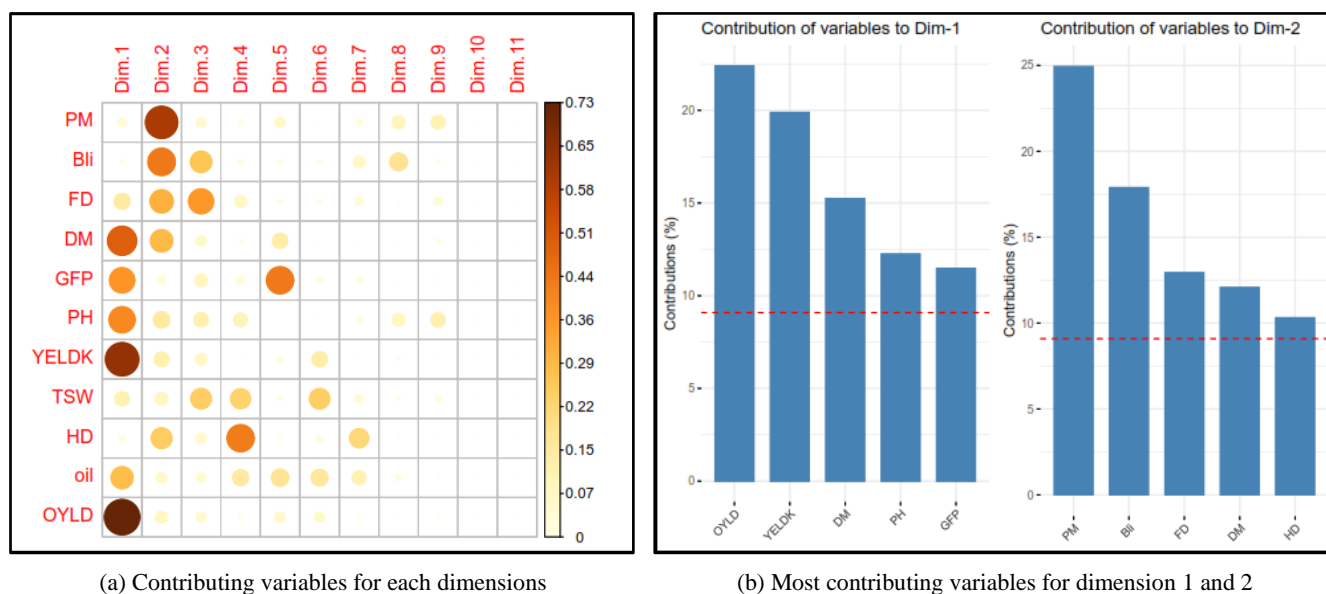 Dim.1 Dim.2 Dim.3 Dim.4 Dim.5 Dim.6 Dim.7 Dim.8 Dim.9 Dim.10 Dim.11
PM
Bli
FD
DM
GFP
PH
YELDK
TSW
HD
oil
OYLD
0.73
0.65
0.58
0.51
0.44
0.36
0.29
0.22
0.15
0.07
0
(a) Contributing variables for each dimensions
Contribution of variables to Dim-1
Contributions (%)
20
15
10
5
0
OYLD YELDK DM PH GFP
Contribution of variables to Dim-2
Contributions (%)
25
20
15
10
5
0
PM Bli FD DM HD
(b) Most contributing variables for dimension 1 and 2